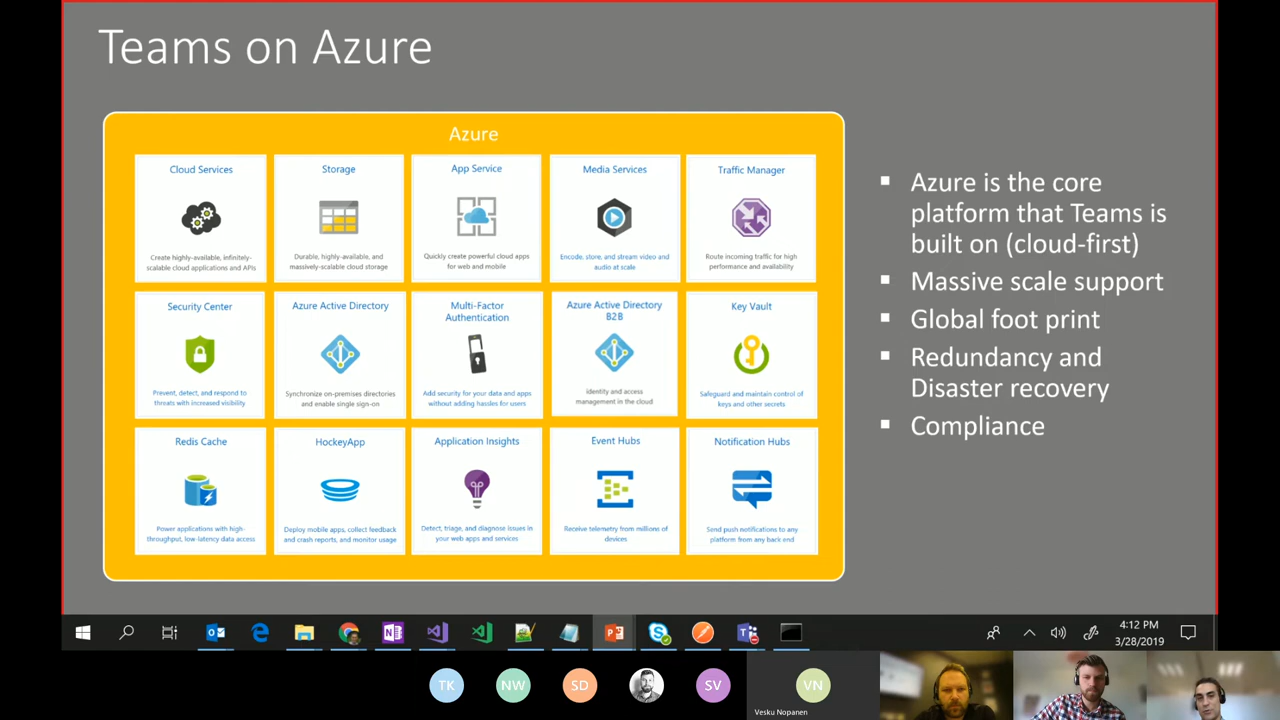 Teams on Azure
Azure
Cloud Services
Create highly-available, infinitely-
scalable cloud applications and APIs
Storage
Durable, highly-available, and
massively-scalable cloud storage
App Service
Quickly create powerful cloud apps
for web and mobile
Media Services
Encode, store, and stream video and
audio at scale
Traffic Manager
Route incoming traffic for high
performance and availability
Security Center
Prevent, detect, and respond to
threats with increased visibility
Azure Active Directory
Synchronize on-premises directories
and enable single sign-on
Multi-Factor
Authentication
Add security for your data and apps
without adding hassles for users
Azure Active Directory
B2B
identity and access
management in the cloud
Key Vault
Safeguard and maintain control of
keys and other secrets
Redis Cache
Power applications with high-
throughput, low-latency data access
HockeyApp
Deploy mobile apps, collect feedback
and crash reports, and monitor usage
Application Insights
Detect, triage, and diagnose issues in
your web apps and services
Event Hubs
Receive telemetry from millions of
devices
Notification Hubs
Send push notifications to any
platform from any back end
Azure is the core
platform that Teams is
built on (cloud-first)
Massive scale support
Global foot print
Redundancy and
Disaster recovery
Compliance
4:12 PM
3/28/2019
TK
NW
SD
SV
VN
Vesku Nopanen